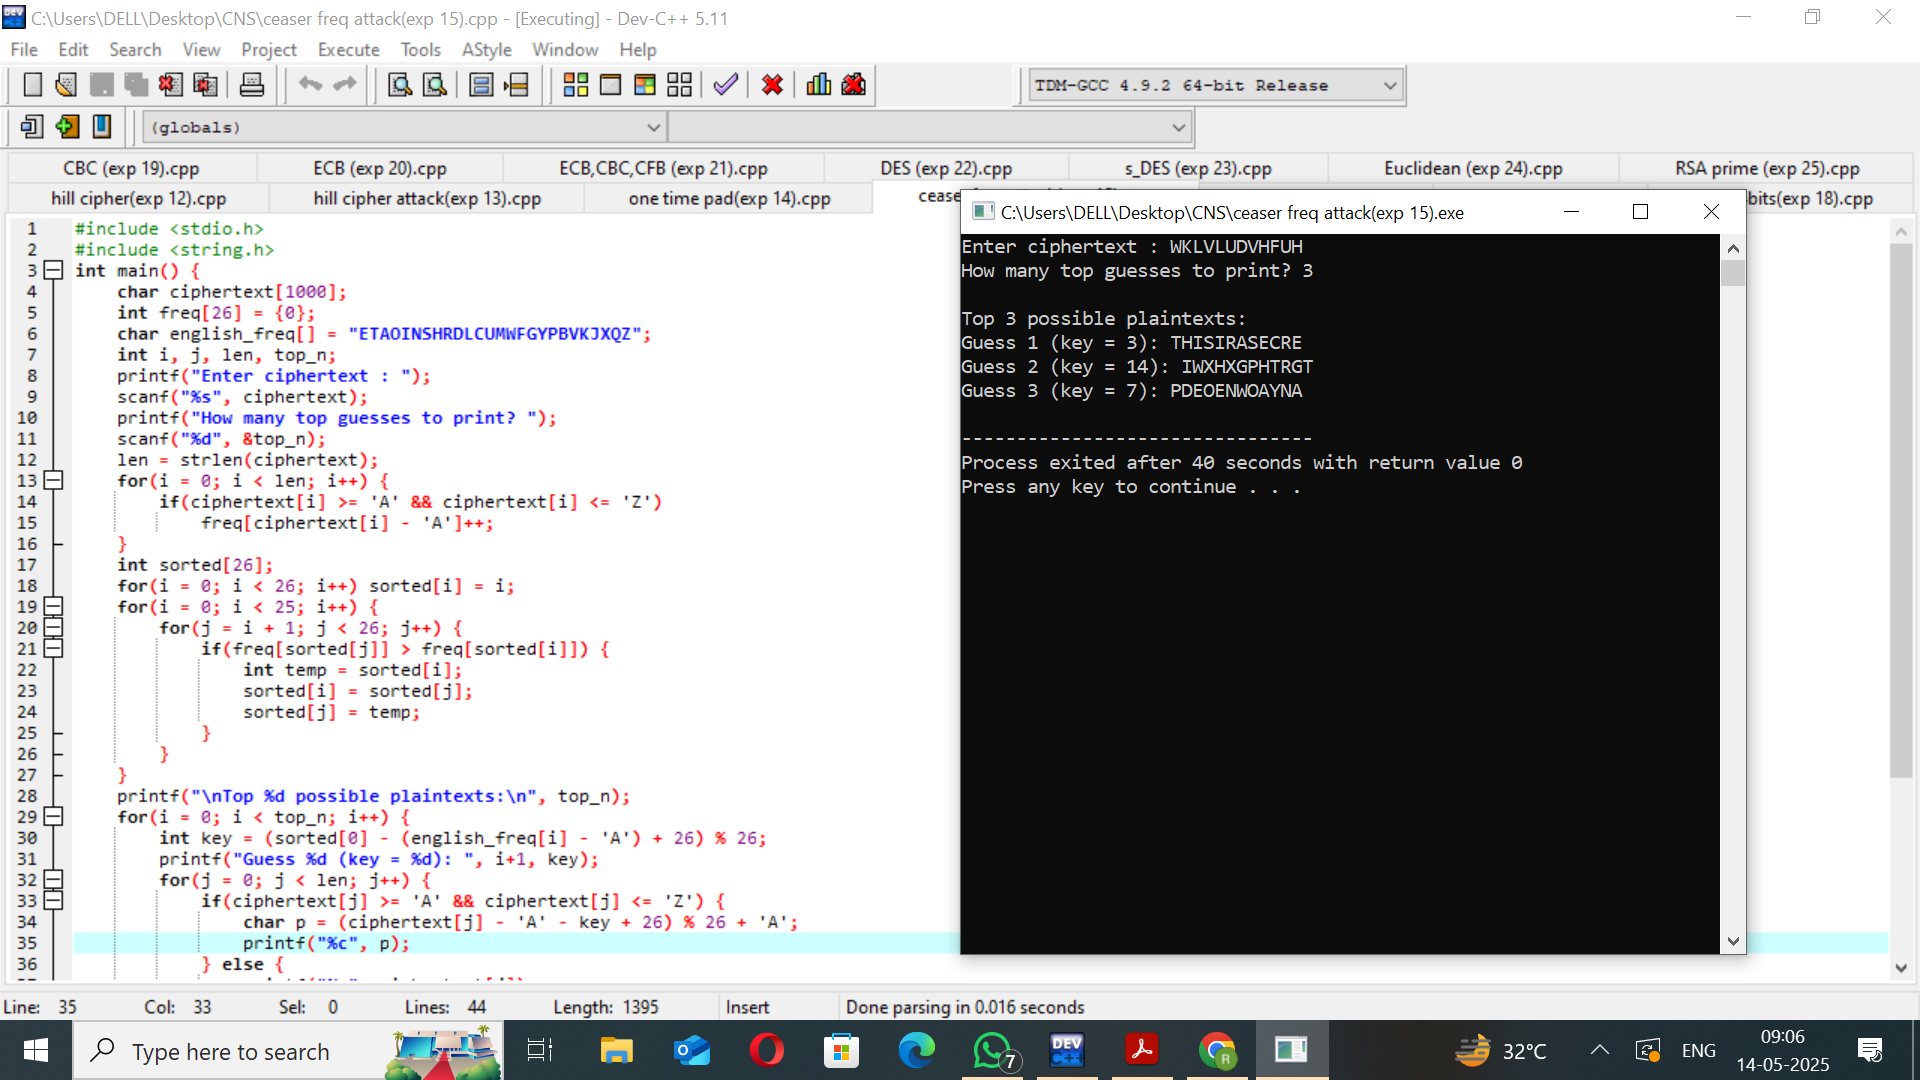 C:\Users\DELL\Desktop\CNS\ceaser freq attack(exp 15).cpp - [Executing] - Dev-C++ 5.11
File Edit Search View Project Execute Tools AStyle Window Help
TDM-GCC 4.9.2 64-bit Release
(globals)
CBC (exp 19).cpp ECB (exp 20).cpp ECB,CBC,CFB (exp 21).cpp DES (exp 22).cpp s_DES (exp 23).cpp Euclidean (exp 24).cpp RSA prime (exp 25).cpp
hill cipher(exp 12).cpp hill cipher attack(exp 13).cpp one time pad(exp 14).cpp bits(exp 18).cpp
1 #include <stdio.h>
2 #include <string.h>
3 int main() {
4 char ciphertext[1000];
5 int freq[26] = {0};
6 char english_freq[] = "ETAOINSHRDLCUMWFGYPBVKJXQZ";
7 int i, j, len, top_n;
8 printf("Enter ciphertext : ");
9 scanf("%s", ciphertext);
10 printf("How many top guesses to print? ");
11 scanf("%d", &top_n);
12 len = strlen(ciphertext);
13 for(i = 0; i < len; i++) {
14 if(ciphertext[i] >= 'A' && ciphertext[i] <= 'Z')
15 freq[ciphertext[i] - 'A']++;
16 }
17 int sorted[26];
18 for(i = 0; i < 26; i++) sorted[i] = i;
19 for(i = 0; i < 25; i++) {
20 for(j = i + 1; j < 26; j++) {
21 if(freq[sorted[j]] > freq[sorted[i]]) {
22 int temp = sorted[i];
23 sorted[i] = sorted[j];
24 sorted[j] = temp;
25 }
26 }
27 }
28 printf("\nTop %d possible plaintexts:\n", top_n);
29 for(i = 0; i < top_n; i++) {
30 int key = (sorted[0] - (english_freq[i] - 'A') + 26) % 26;
31 printf("Guess %d (key = %d): ", i+1, key);
32 for(j = 0; j < len; j++) {
33 if(ciphertext[j] >= 'A' && ciphertext[j] <= 'Z') {
34 char p = (ciphertext[j] - 'A' - key + 26) % 26 + 'A';
35 printf("%c", p);
36 } else {
C:\Users\DELL\Desktop\CNS\ceaser freq attack(exp 15).exe
Enter ciphertext : WKLVLUDVHFUH
How many top guesses to print? 3
Top 3 possible plaintexts:
Guess 1 (key = 3): THISIRASECRE
Guess 2 (key = 14): IWXHXGPHTRGT
Guess 3 (key = 7): PDEOENWOAYNA
--------------------------------
Process exited after 40 seconds with return value 0
Press any key to continue . . .
Line: 35 Col: 33 Sel: 0 Lines: 44 Length: 1395 Insert Done parsing in 0.016 seconds
Type here to search
7
DEV C++
R
32°C
ENG
09:06
14-05-2025